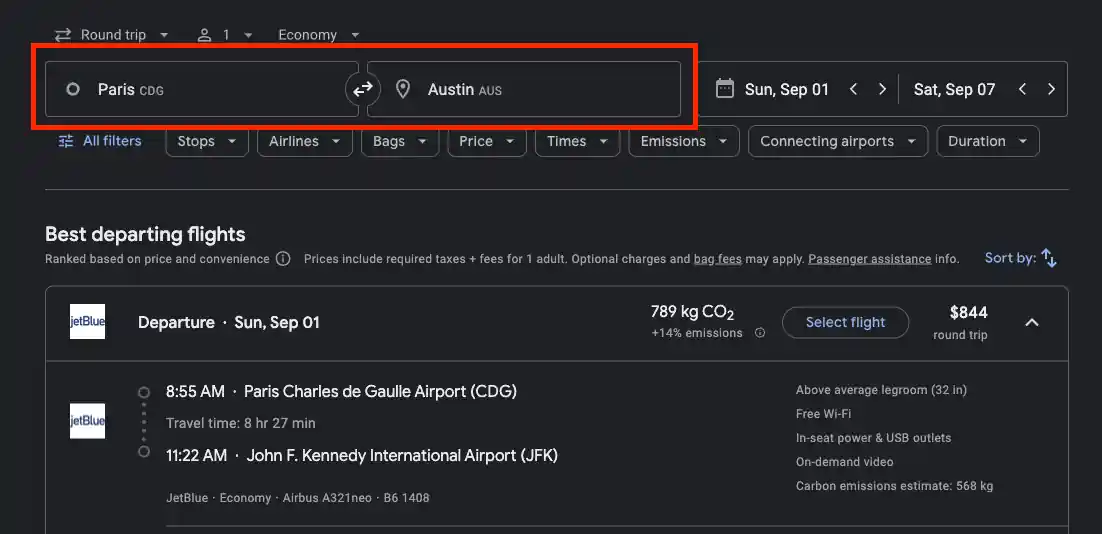 Round trip 1 Economy
Paris CDG Austin AUS Sun, Sep 01 Sat, Sep 07
All filters Stops Airlines Bags Price Times Emissions Connecting airports Duration
Best departing flights
Ranked based on price and convenience Prices include required taxes + fees for 1 adult. Optional charges and bag fees may apply. Passenger assistance info. Sort by:
jetBlue Departure · Sun, Sep 01 789 kg CO₂ Select flight $844
+14% emissions round trip
8:55 AM · Paris Charles de Gaulle Airport (CDG) Above average legroom (32 in)
jetBlue Travel time: 8 hr 27 min Free Wi-Fi
In-seat power & USB outlets
11:22 AM · John F. Kennedy International Airport (JFK) On-demand video
Carbon emissions estimate: 568 kg
JetBlue · Economy · Airbus A321neo · B6 1408